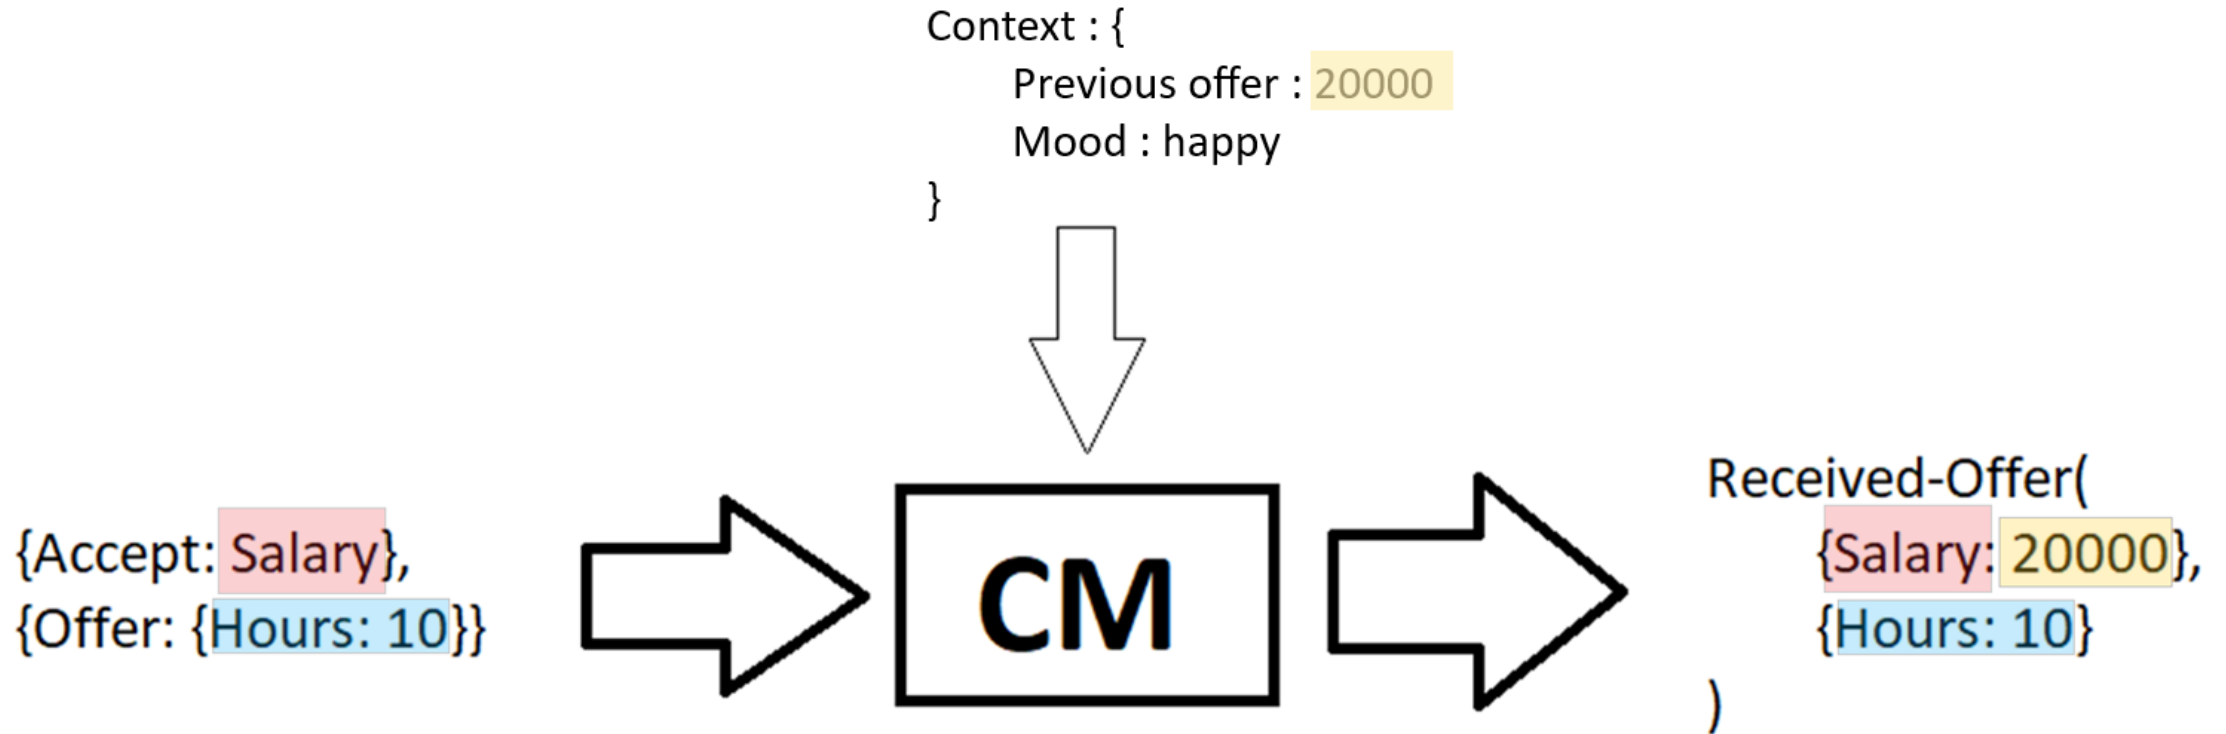 Context : {
Previous offer : 20000
Mood : happy
}
{Accept: Salary},
{Offer: {Hours: 10}}
CM
Received-Offer(
{Salary: 20000},
{Hours: 10}
)